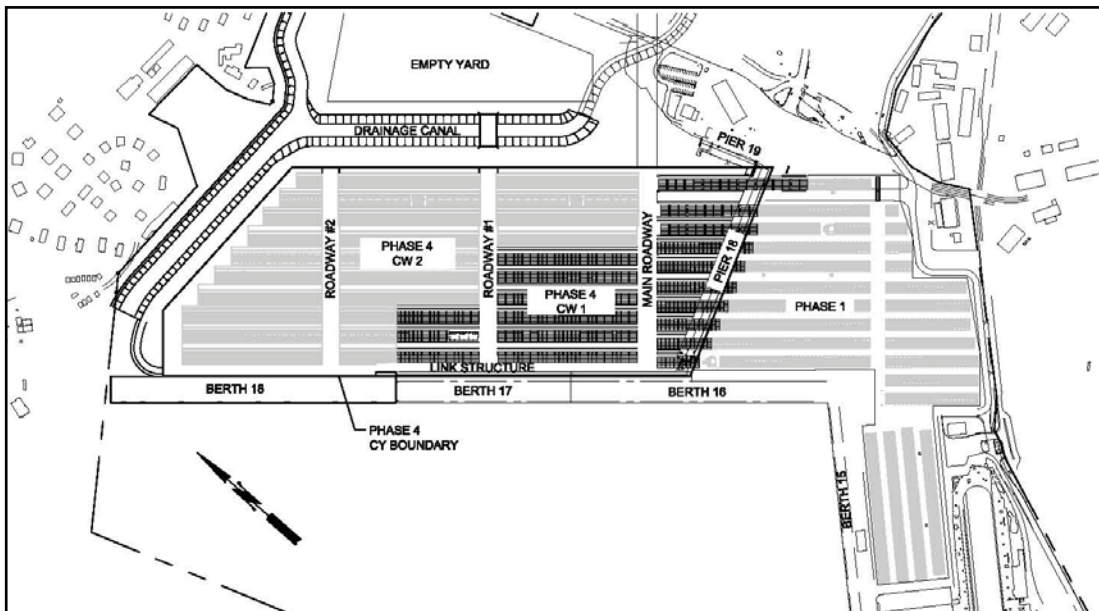 EMPTY YARD
DRAINAGE CANAL
PIER 19
ROADWAY #2
ROADWAY #1
MAIN ROADWAY
PIER 18
PHASE 4
CW 2
PHASE 4
CW 1
PHASE 1
LINK STRUCTURE
BERTH 18
BERTH 17
BERTH 16
PHASE 4
CY BOUNDARY
BERTH 15